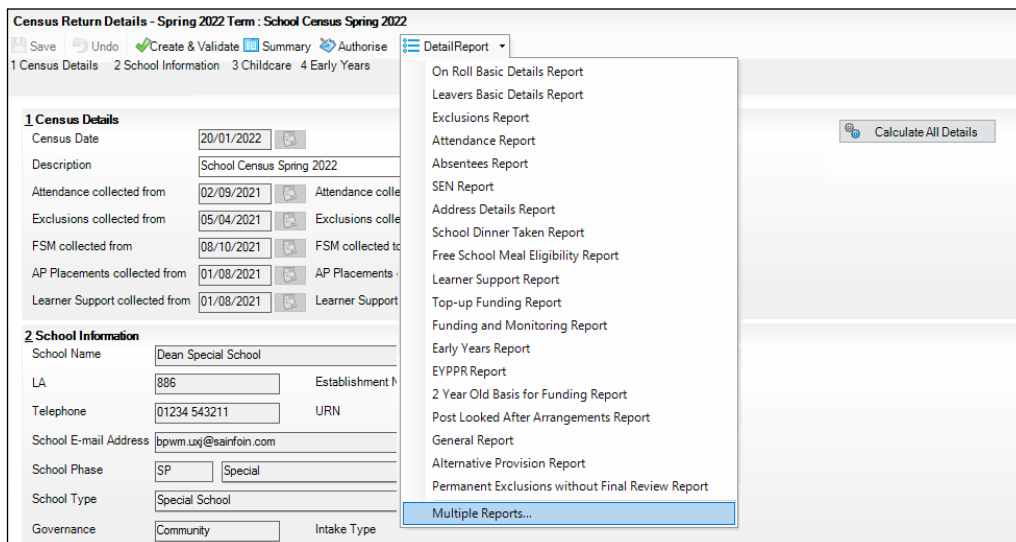 Census Return Details - Spring 2022 Term : School Census Spring 2022
Save Undo Create & Validate Summary Authorise DetailReport
1 Census Details 2 School Information 3 Childcare 4 Early Years
On Roll Basic Details Report
Leavers Basic Details Report
Exclusions Report
Attendance Report
Absentees Report
SEN Report
Address Details Report
School Dinner Taken Report
Free School Meal Eligibility Report
Learner Support Report
Top-up Funding Report
Funding and Monitoring Report
Early Years Report
EYPPR Report
2 Year Old Basis for Funding Report
Post Looked After Arrangements Report
General Report
Alternative Provision Report
Permanent Exclusions without Final Review Report
Multiple Reports...
1 Census Details
Calculate All Details
Census Date 20/01/2022
Description School Census Spring 2022
Attendance collected from 02/09/2021 Attendance colle
Exclusions collected from 05/04/2021 Exclusions colle
FSM collected from 08/10/2021 FSM collected to
AP Placements collected from 01/08/2021 AP Placements
Learner Support collected from 01/08/2021 Learner Support
2 School Information
School Name Dean Special School
LA 886 Establishment N
Telephone 01234 543211 URN
School E-mail Address bpwm.uxj@sainfoin.com
School Phase SP Special
School Type Special School
Governance Community Intake Type